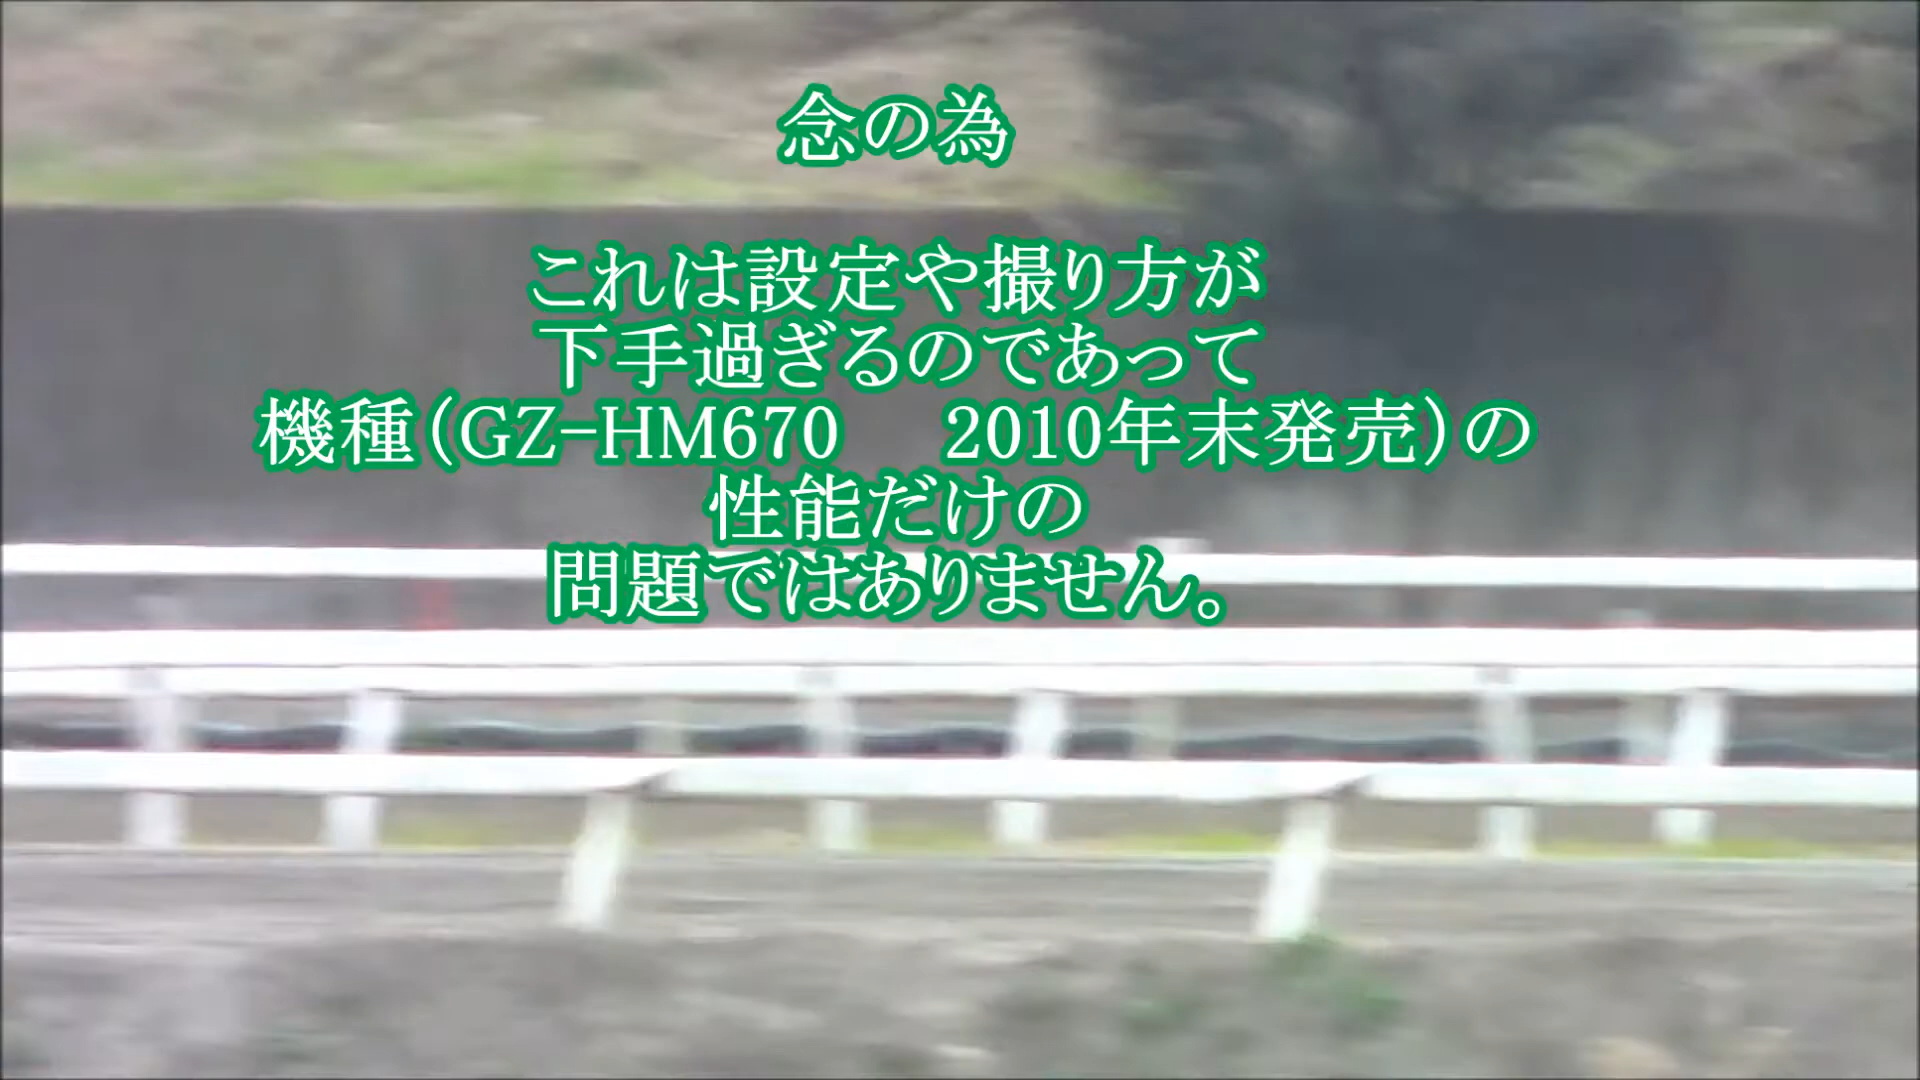 念の為
これは設定や撮り方が
下手過ぎるのであって
機種（GZ-HM670　2010年末発売）の
性能だけの
問題ではありません。